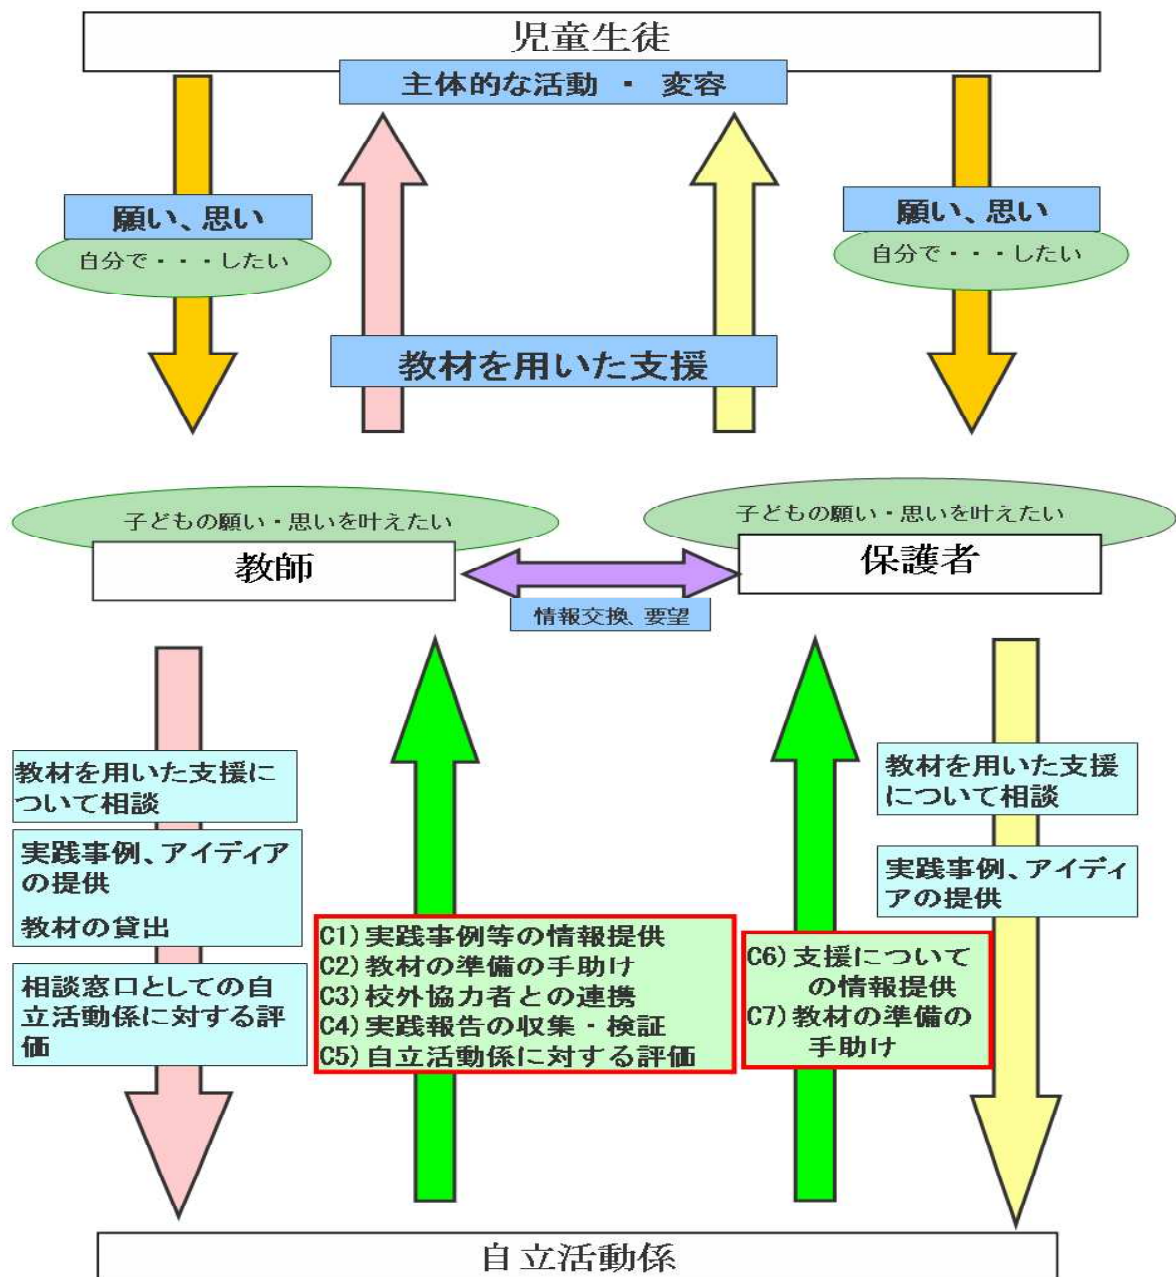 児童生徒
主体的な活動 ・ 変容
願い、思い
自分で・・・したい
願い、思い
自分で・・・したい
教材を用いた支援
子どもの願い・思いを叶えたい
教師
子どもの願い・思いを叶えたい
保護者
情報交換、要望
教材を用いた支援に
ついて相談
実践事例、アイディア
の提供
教材の貸出
相談窓口としての自
立活動係に対する評
価
C1)実践事例等の情報提供
C2)教材の準備の手助け
C3)校外協力者との連携
C4)実践報告の収集・検証
C5)自立活動係に対する評価
C6)支援について
の情報提供
C7)教材の準備の
手助け
教材を用いた支援
について相談
実践事例、アイディ
アの提供
自立活動係